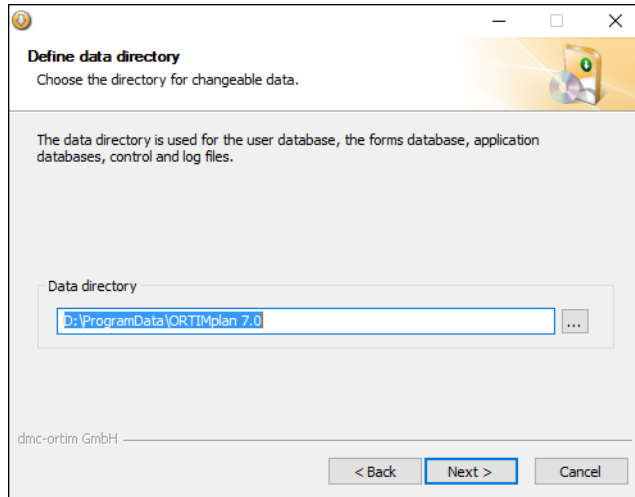 Define data directory
Choose the directory for changeable data.
The data directory is used for the user database, the forms database, application
databases, control and log files.
Data directory
D:\ProgramData\ORTIMplan 7.0
...
dmc-ortim GmbH
< Back
Next >
Cancel